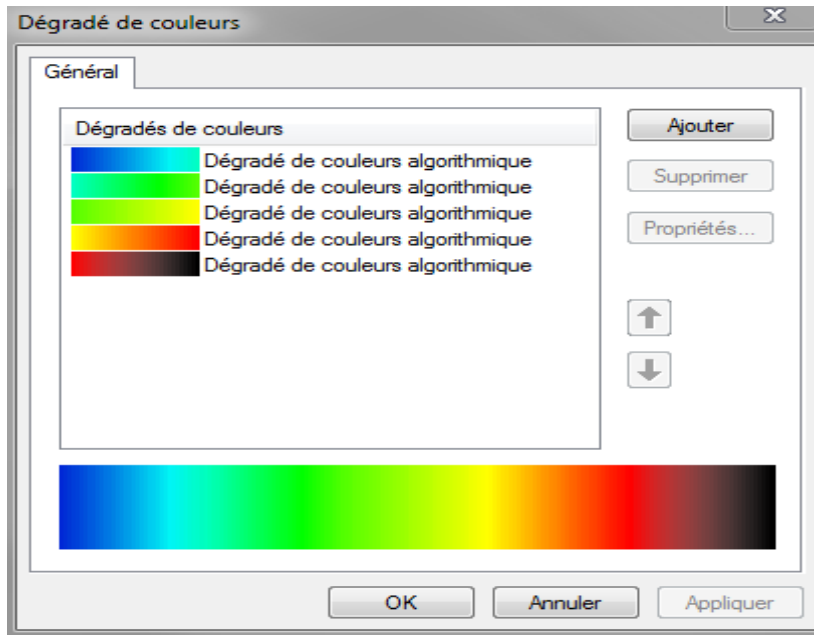 Dégradé de couleurs
Général
Dégradés de couleurs
Dégradé de couleurs algorithmique
Dégradé de couleurs algorithmique
Dégradé de couleurs algorithmique
Dégradé de couleurs algorithmique
Dégradé de couleurs algorithmique
Ajouter
Supprimer
Propriétés...
OK
Annuler
Appliquer